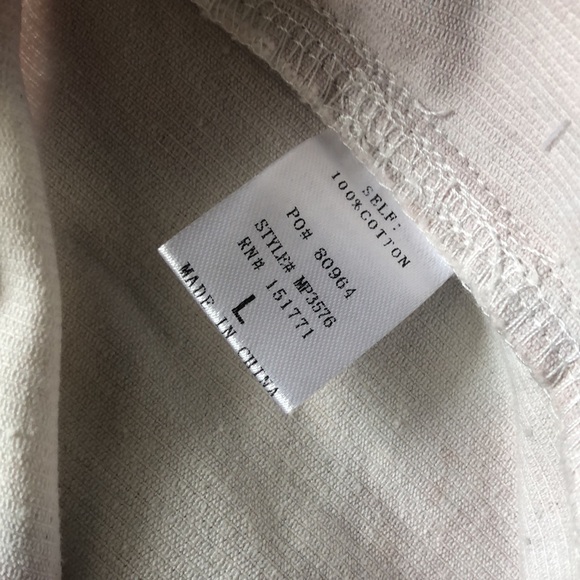 SELF:
100%COTTON
PO# 80964
STYLE# MP3576
RN# 151771
L
MADE IN CHINA